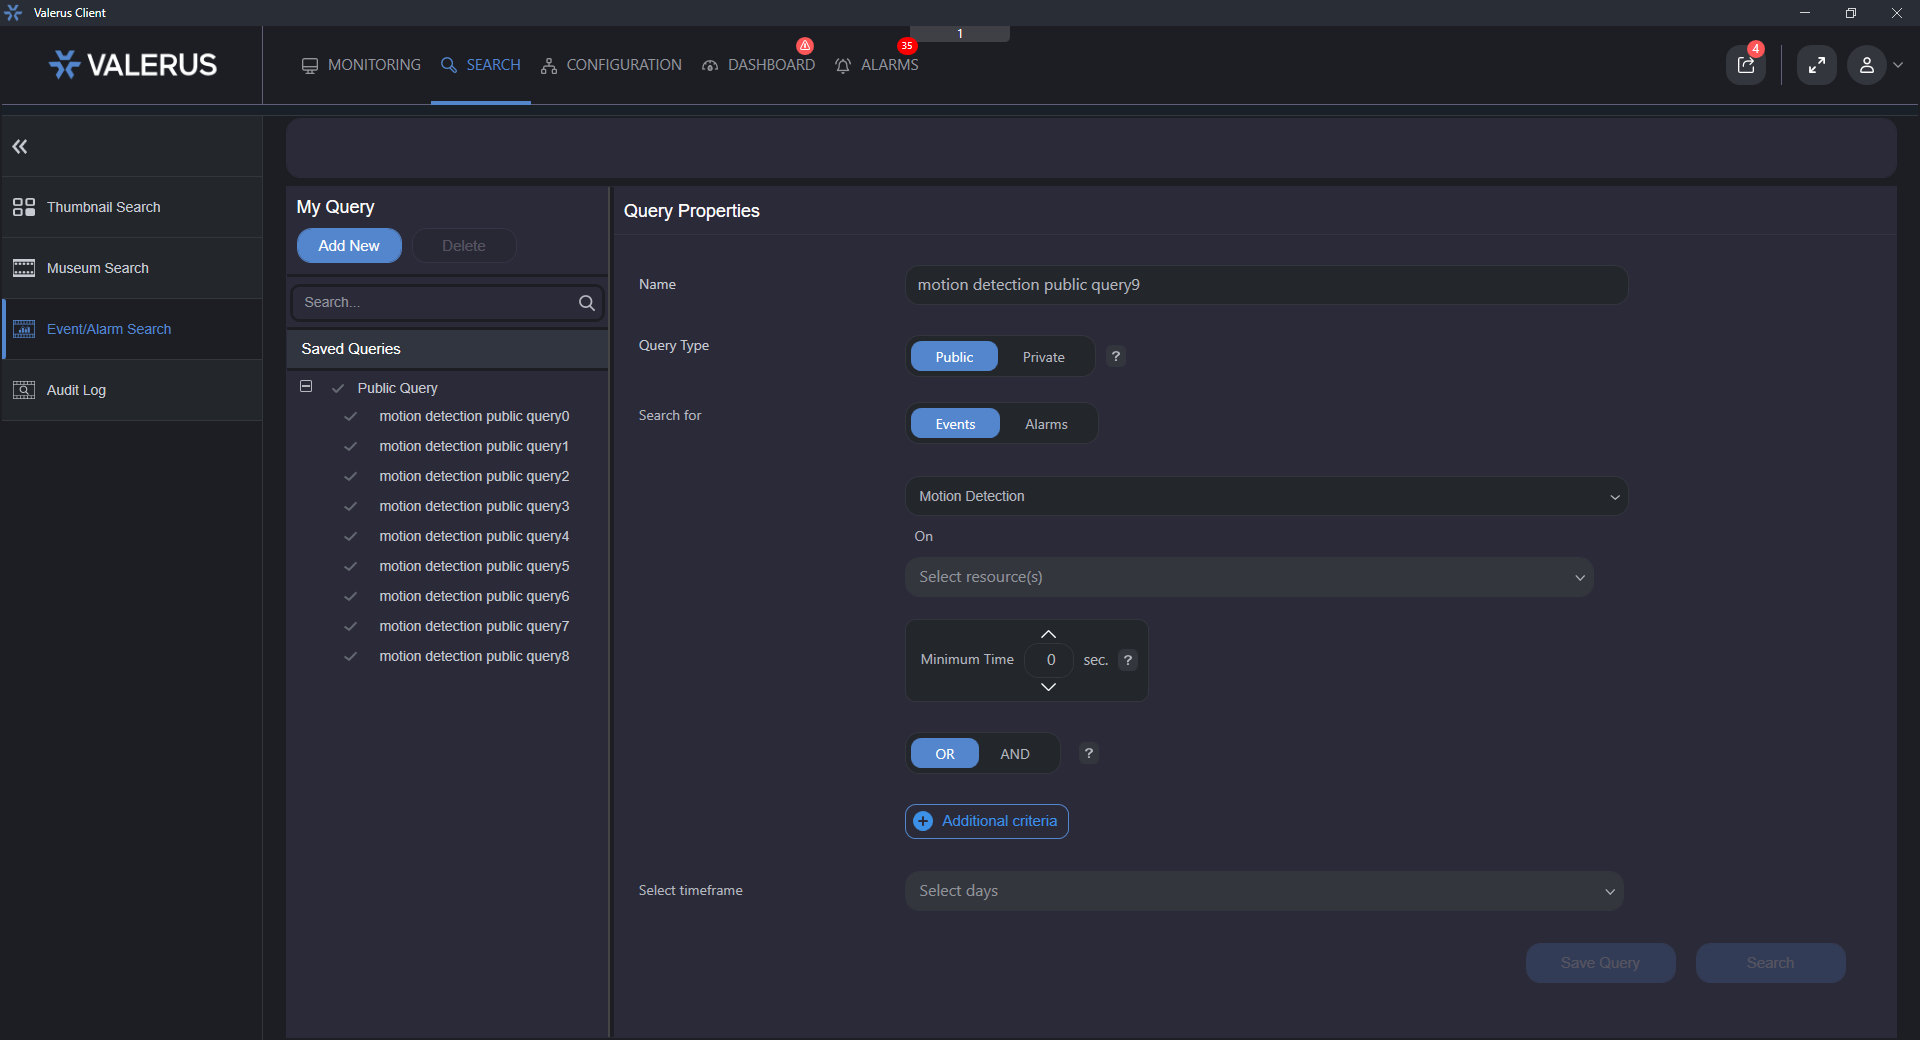 Valerus Client
1
VALERUS
MONITORING
SEARCH
CONFIGURATION
DASHBOARD
35
ALARMS
4
Thumbnail Search
Museum Search
Event/Alarm Search
Audit Log
My Query
Add New
Delete
Search...
Saved Queries
Public Query
motion detection public query0
motion detection public query1
motion detection public query2
motion detection public query3
motion detection public query4
motion detection public query5
motion detection public query6
motion detection public query7
motion detection public query8
Query Properties
Name
motion detection public query9
Query Type
Public
Private
?
Search for
Events
Alarms
Motion Detection
On
Select resource(s)
Minimum Time
0
sec.
?
OR
AND
?
Additional criteria
Select timeframe
Select days
Save Query
Search